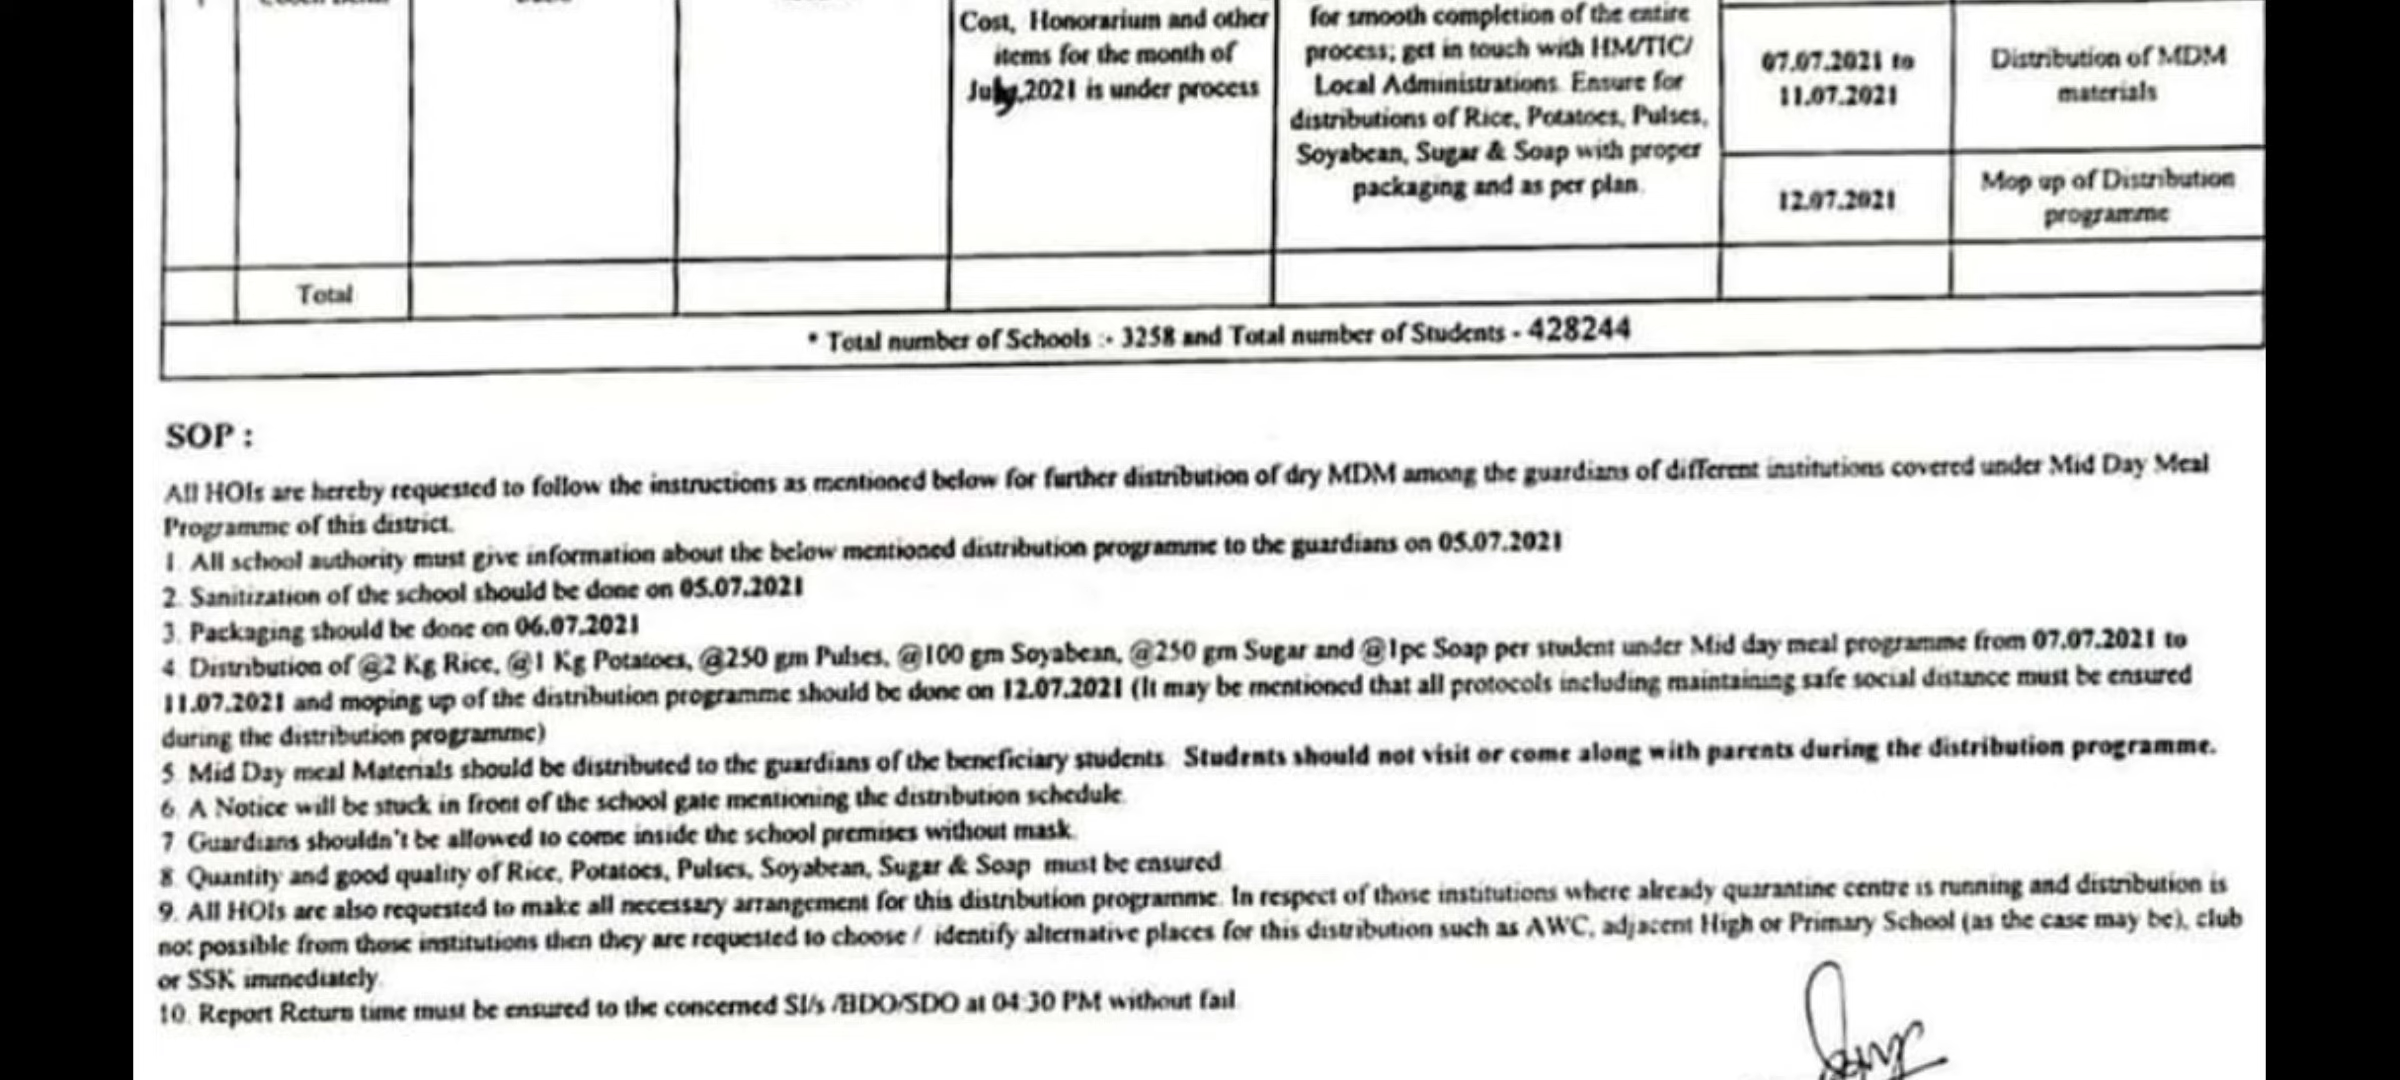 Cost, Honorarium and other
items for the month of
July,2021 is under process
for smooth completion of the entire
process; get in touch with HM/TIC/
Local Administrations. Ensure for
distributions of Rice, Potatoes, Pulses,
Soyabean, Sugar & Soap with proper
packaging and as per plan.
07.07.2021 to
11.07.2021
Distribution of MDM
materials
12.07.2021
Mop up of Distribution
programme
Total
* Total number of Schools :- 3258 and Total number of Students - 428244
SOP :
All HOIs are hereby requested to follow the instructions as mentioned below for further distribution of dry MDM among the guardians of different institutions covered under Mid Day Meal
Programme of this district.
1. All school authority must give information about the below mentioned distribution programme to the guardians on 05.07.2021
2. Sanitization of the school should be done on 05.07.2021
3. Packaging should be done on 06.07.2021
4. Distribution of @2 Kg Rice, @1 Kg Potatoes, @250 gm Pulses, @100 gm Soyabean, @250 gm Sugar and @1pc Soap per student under Mid day meal programme from 07.07.2021 to
11.07.2021 and moping up of the distribution programme should be done on 12.07.2021 (It may be mentioned that all protocols including maintaining safe social distance must be ensured
during the distribution programme)
5. Mid Day meal Materials should be distributed to the guardians of the beneficiary students. Students should not visit or come along with parents during the distribution programme.
6. A Notice will be stuck in front of the school gate mentioning the distribution schedule.
7. Guardians shouldn't be allowed to come inside the school premises without mask.
8. Quantity and good quality of Rice, Potatoes, Pulses, Soyabean, Sugar & Soap must be ensured.
9. All HOIs are also requested to make all necessary arrangement for this distribution programme. In respect of those institutions where already quarantine centre is running and distribution is
not possible from those institutions then they are requested to choose / identify alternative places for this distribution such as AWC, adjacent High or Primary School (as the case may be), club
or SSK immediately.
10. Report Return time must be ensured to the concerned SI/s /BDO/SDO at 04:30 PM without fail.